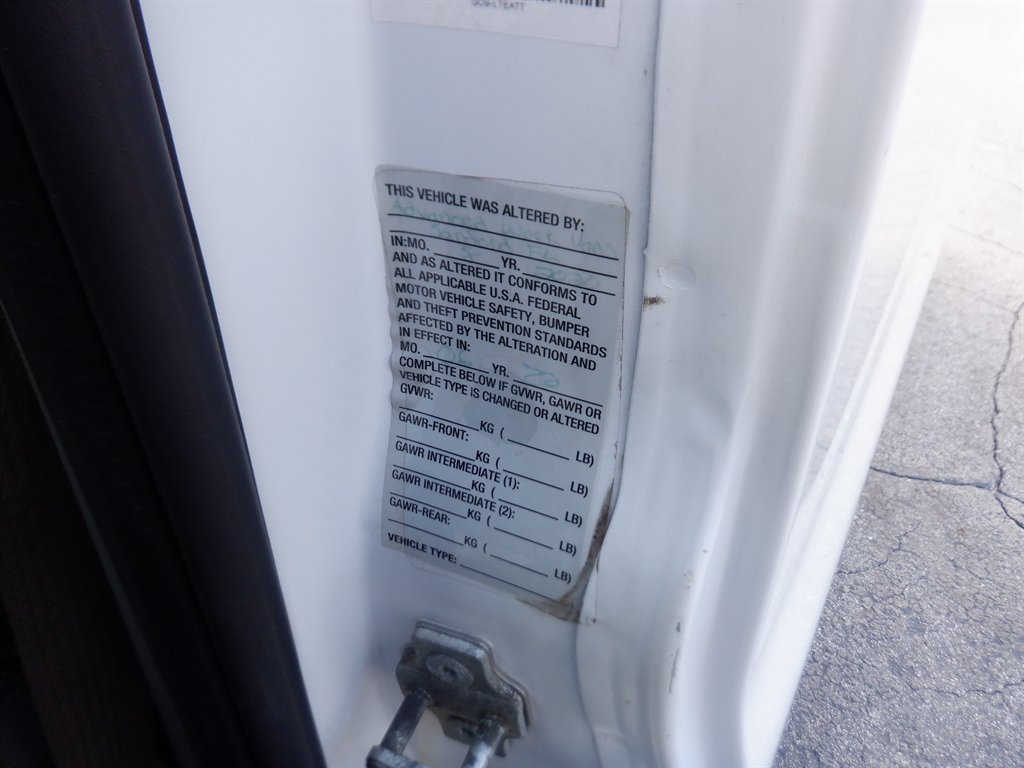 THIS VEHICLE WAS ALTERED BY:
Advanced Work Vans
IN:MO. YR.
AND AS ALTERED IT CONFORMS TO
ALL APPLICABLE U.S.A. FEDERAL
MOTOR VEHICLE SAFETY, BUMPER
AND THEFT PREVENTION STANDARDS
AFFECTED BY THE ALTERATION AND
IN EFFECT IN:
MO. YR.
COMPLETE BELOW IF GVWR, GAWR OR
VEHICLE TYPE IS CHANGED OR ALTERED
GVWR:
KG ( LB)
GAWR-FRONT:
KG ( LB)
GAWR INTERMEDIATE (1):
KG ( LB)
GAWR INTERMEDIATE (2):
KG ( LB)
GAWR-REAR:
KG ( LB)
VEHICLE TYPE: